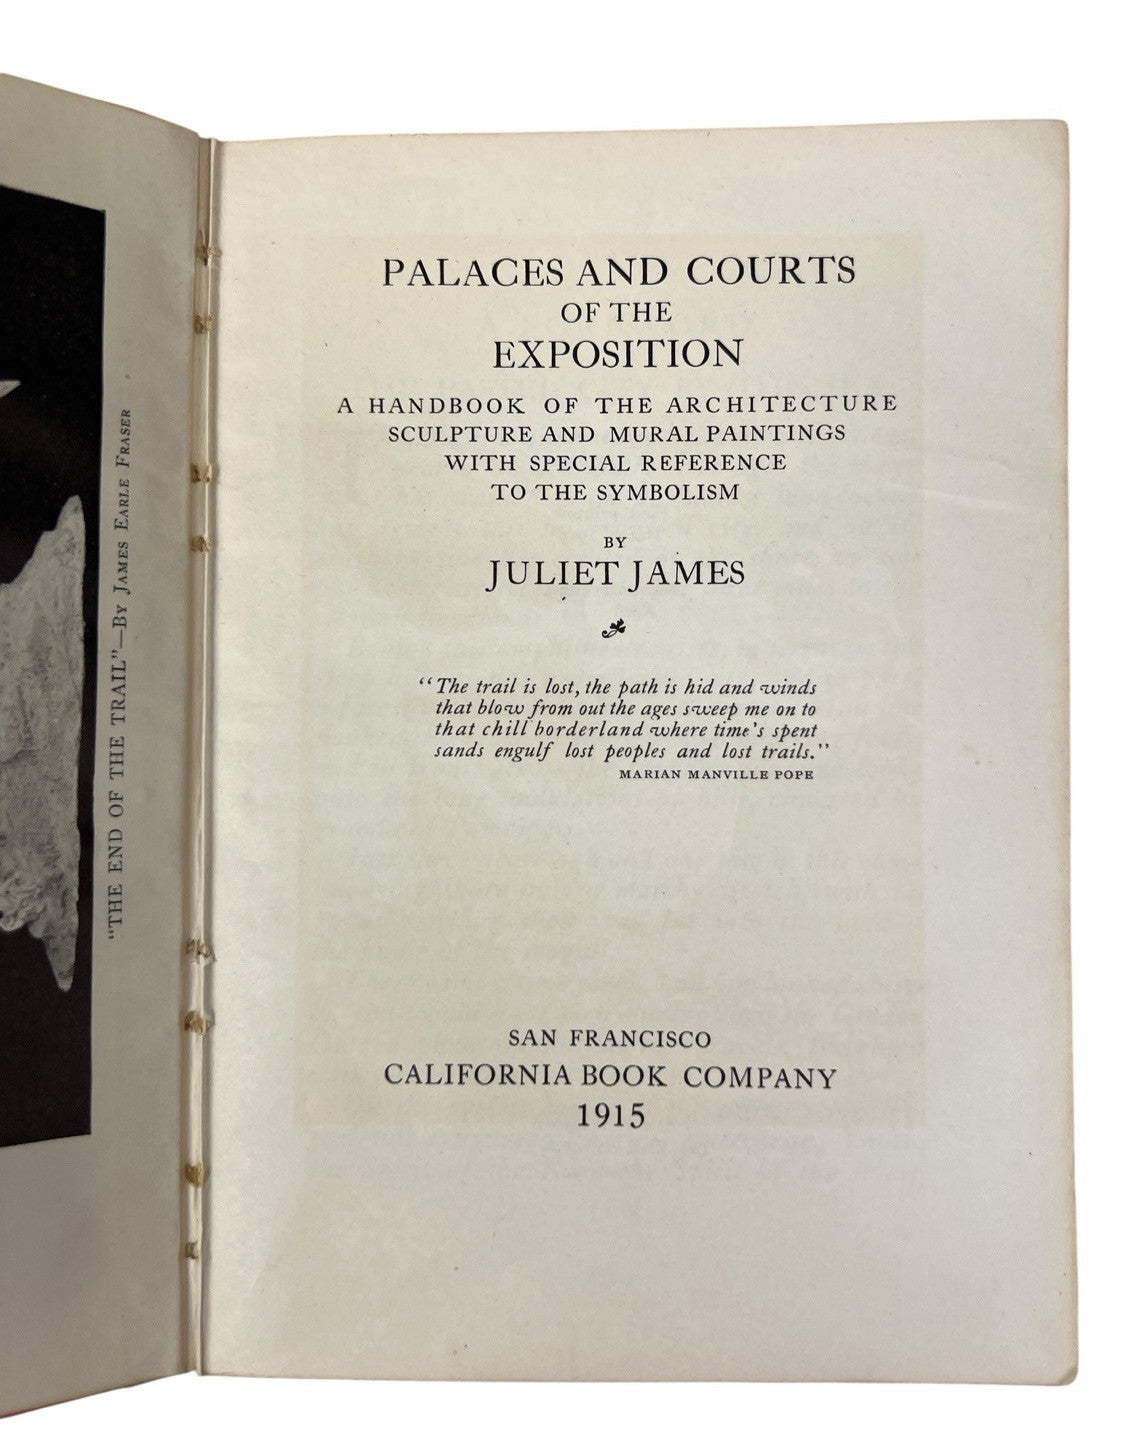 "THE END OF THE TRAIL"—BY JAMES EARLE FRASER
PALACES AND COURTS
OF THE
EXPOSITION
A HANDBOOK OF THE ARCHITECTURE
SCULPTURE AND MURAL PAINTINGS
WITH SPECIAL REFERENCE
TO THE SYMBOLISM
BY
JULIET JAMES
"The trail is lost, the path is hid and winds
that blow from out the ages sweep me on to
that chill borderland where time's spent
sands engulf lost peoples and lost trails."
MARIAN MANVILLE POPE
SAN FRANCISCO
CALIFORNIA BOOK COMPANY
1915